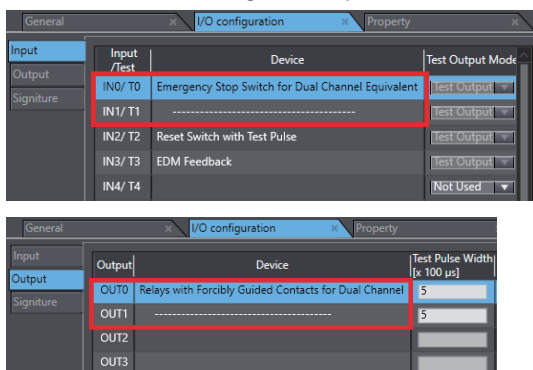 General × I/O configuration × Property ×
Input Input /Test Device Test Output Mode
Output IN0/ T0 Emergency Stop Switch for Dual Channel Equivalent Test Output
Signiture IN1/ T1 -------------------------------------- Test Output
IN2/ T2 Reset Switch with Test Pulse Test Output
IN3/ T3 EDM Feedback Test Output
IN4/ T4 Not Used
General × I/O configuration × Property
Input Output Device Test Pulse Width [x 100 µs]
Output OUT0 Relays with Forcibly Guided Contacts for Dual Channel 5
Signiture OUT1 -------------------------------------- 5
OUT2
OUT3